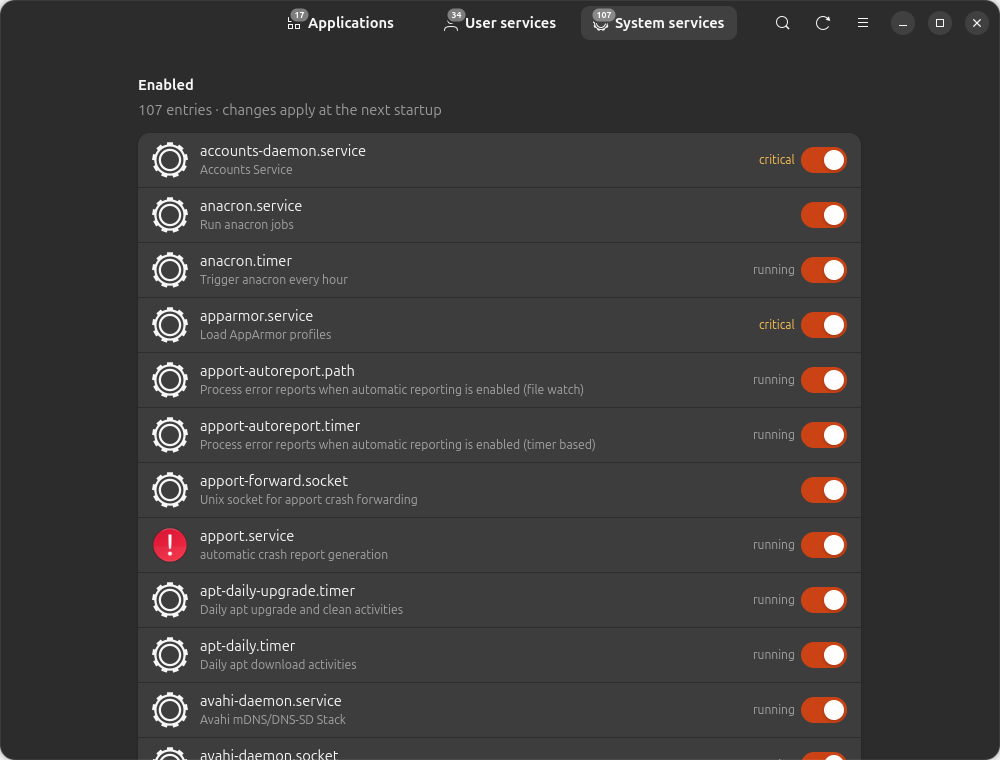 17 Applications 34 User services 107 System services
Enabled
107 entries · changes apply at the next startup
accounts-daemon.service
Accounts Service
critical
anacron.service
Run anacron jobs
anacron.timer
Trigger anacron every hour
running
apparmor.service
Load AppArmor profiles
critical
apport-autoreport.path
Process error reports when automatic reporting is enabled (file watch)
running
apport-autoreport.timer
Process error reports when automatic reporting is enabled (timer based)
running
apport-forward.socket
Unix socket for apport crash forwarding
apport.service
automatic crash report generation
running
apt-daily-upgrade.timer
Daily apt upgrade and clean activities
running
apt-daily.timer
Daily apt download activities
running
avahi-daemon.service
Avahi mDNS/DNS-SD Stack
running
avahi-daemon.socket